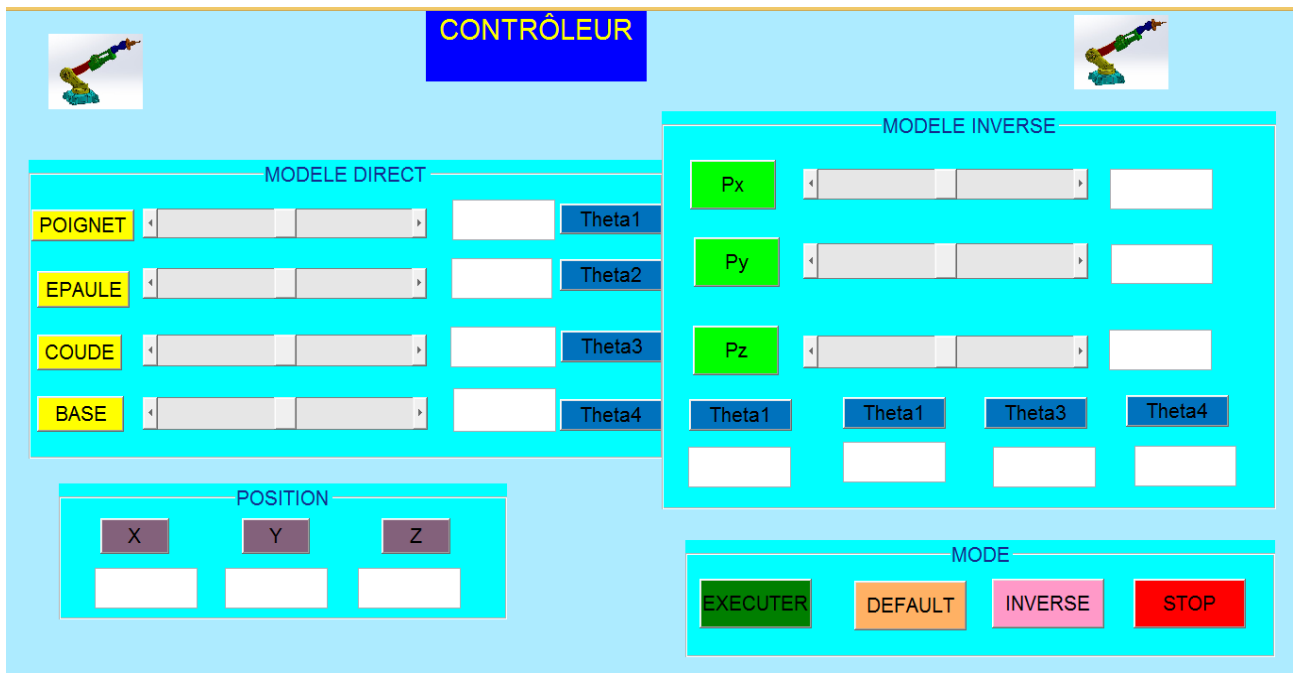 CONTRÔLEUR
MODELE DIRECT
POIGNET Theta1
EPAULE Theta2
COUDE Theta3
BASE Theta4
POSITION
X Y Z
MODELE INVERSE
Px
Py
Pz
Theta1 Theta1 Theta3 Theta4
MODE
EXECUTER DEFAULT INVERSE STOP